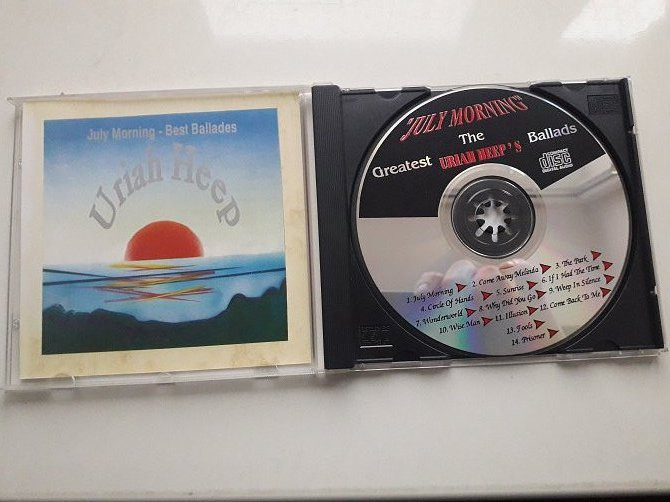 July Morning - Best Ballades
Uriah Heep
"JULY MORNING"
The
Greatest URIAH HEEP'S Ballads
COMPACT
disc
DIGITAL AUDIO
1. July Morning 2. Come Away Melinda 3. The Park
4. Circle Of Hands 5. Sunrise 6. If I Had The Time
7. Wonderworld 8. Why Did You Go 9. Weep In Silence
10. Wise Man 11. Illusion 12. Come Back To Me
13. Fools
14. Prisoner